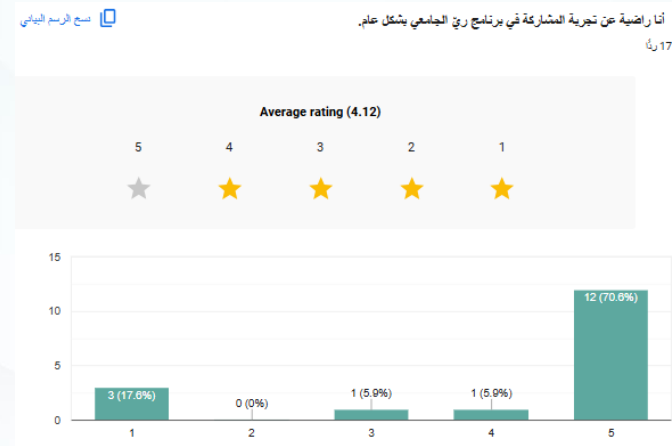 أنا راضية عن تجربة المشاركة في برنامج ريّ الجامعي بشكل عام.
نسخ الرسم البياني
17 ردًا
Average rating (4.12)
5 4 3 2 1
15
10
5
0
3 (17.6%)
0 (0%)
1 (5.9%)
1 (5.9%)
12 (70.6%)
1 2 3 4 5